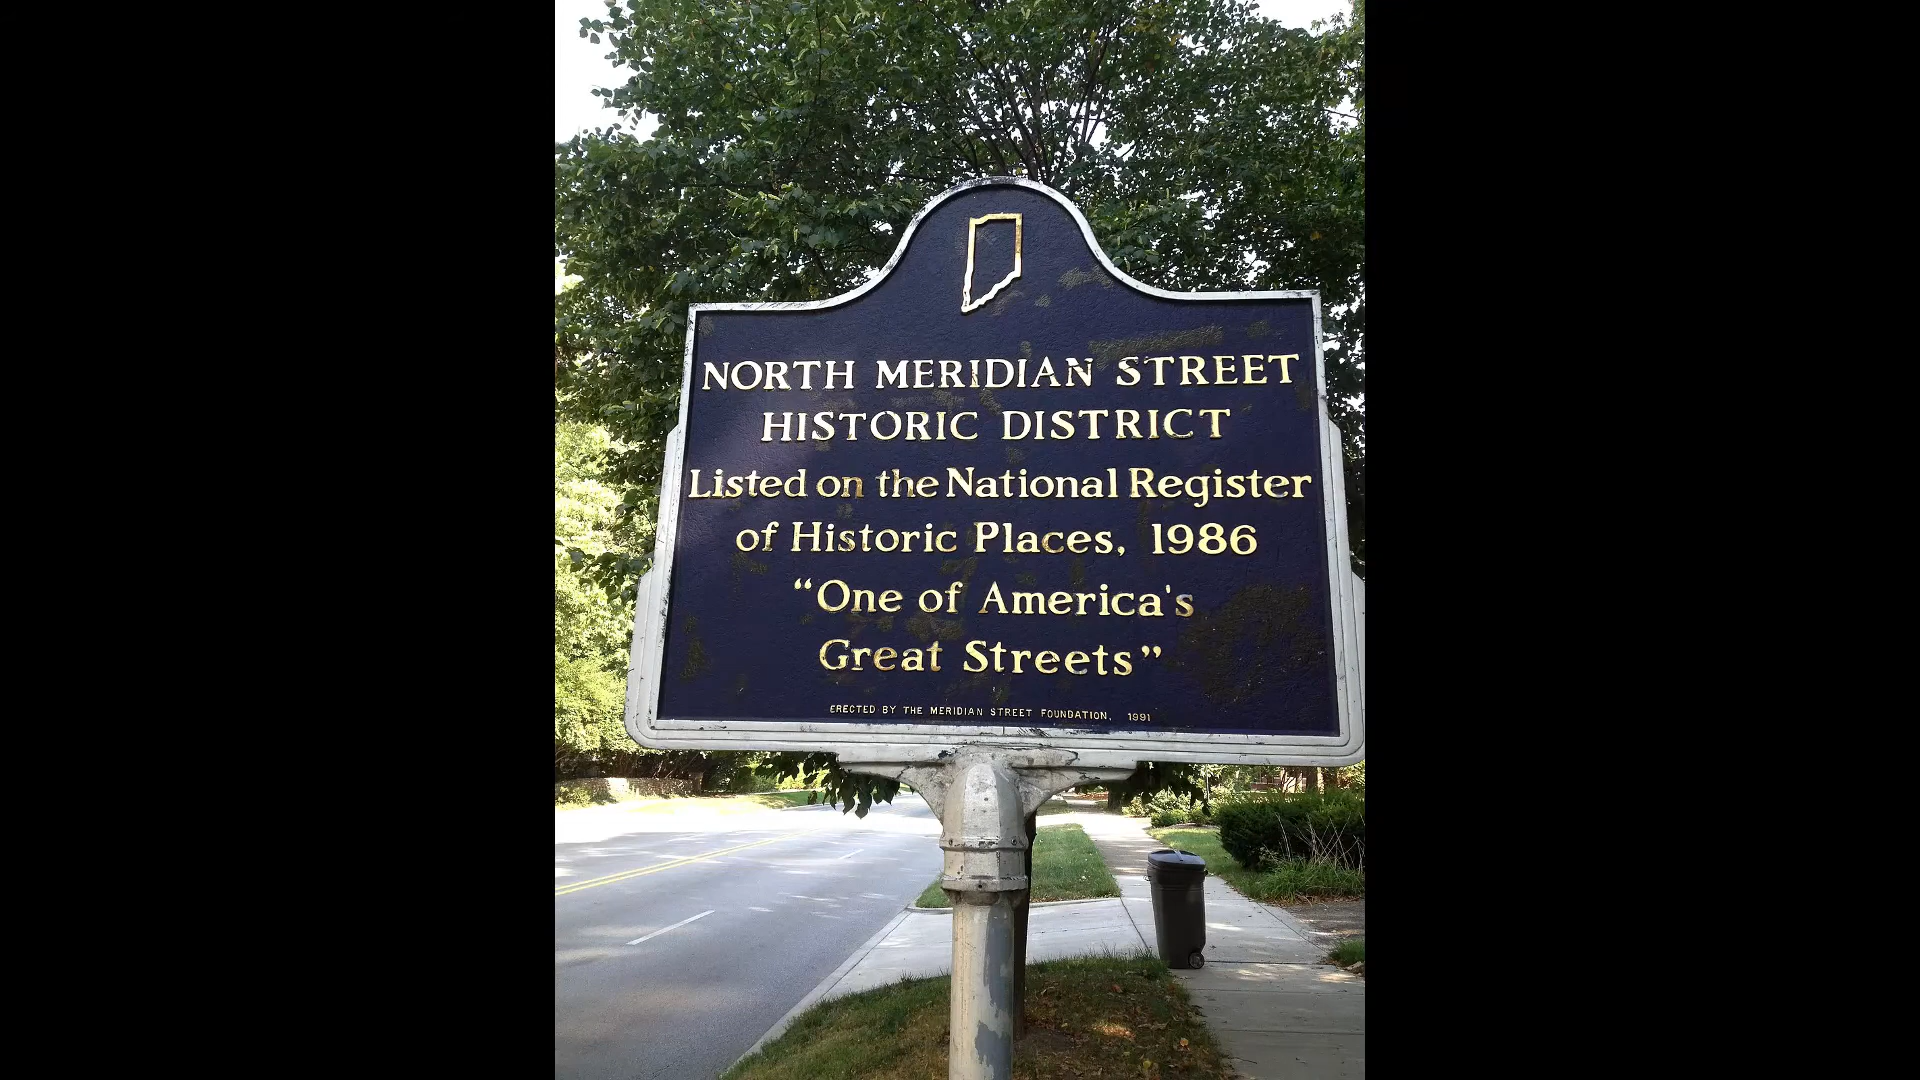 NORTH MERIDIAN STREET
HISTORIC DISTRICT
Listed on the National Register
of Historic Places, 1986
“One of America's
Great Streets”
ERECTED BY THE MERIDIAN STREET FOUNDATION, 1991